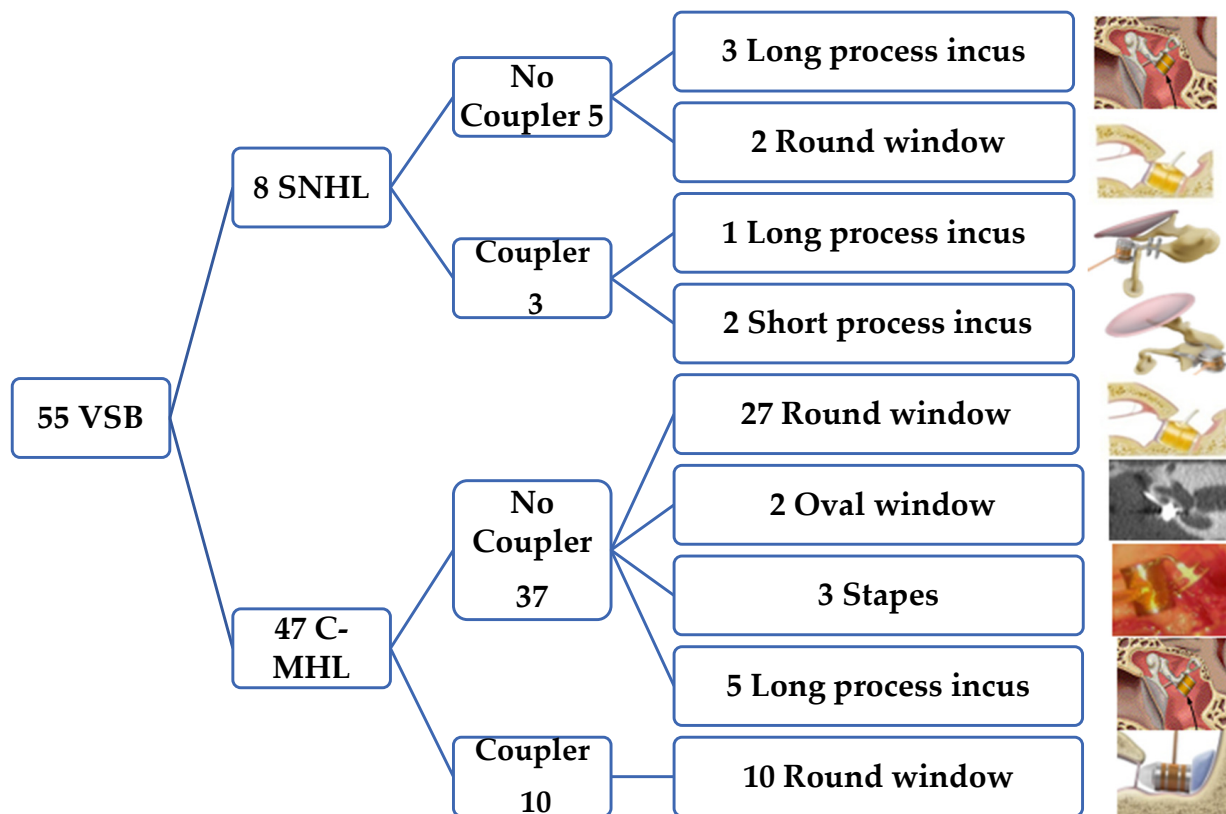 55 VSB
8 SNHL
No
Coupler 5
3 Long process incus
2 Round window
Coupler
3
1 Long process incus
2 Short process incus
47 C-
MHL
No
Coupler
37
27 Round window
2 Oval window
3 Stapes
5 Long process incus
Coupler
10
10 Round window